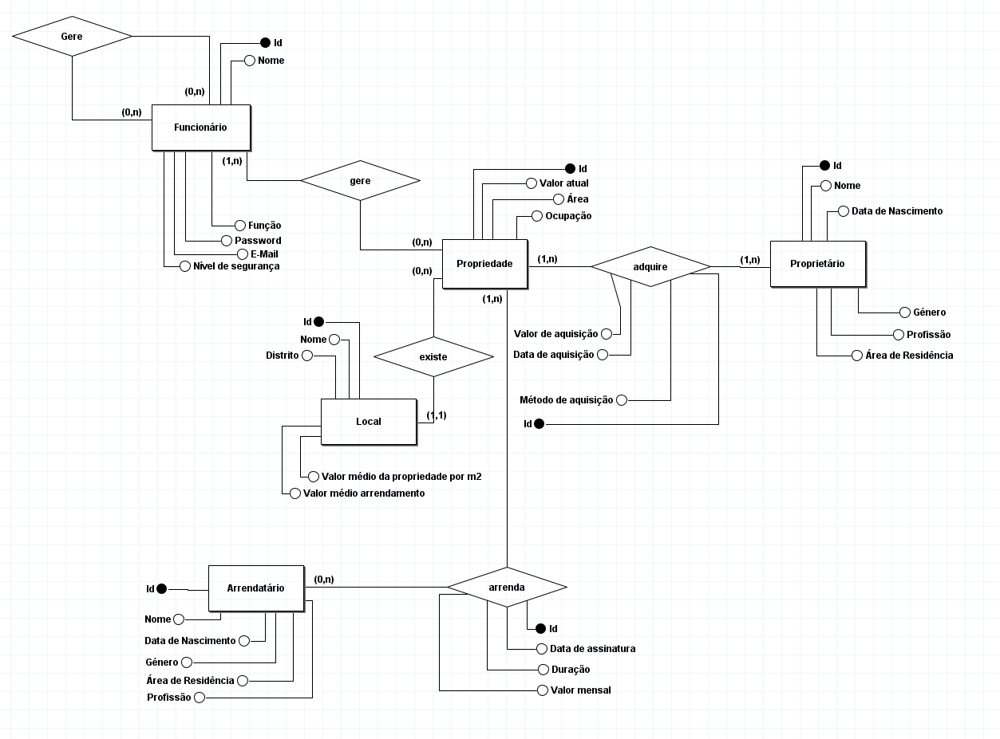 Gere
Id
Nome
(0,n)
(0,n)
Funcionário
(1,n)
gere
Função
Password
E-Mail
Nível de segurança
Id
Valor atual
Área
Ocupação
(0,n)
(0,n)
Propriedade
(1,n)
(1,n)
adquire
(1,n)
Id
Nome
Data de Nascimento
Proprietário
Género
Profissão
Área de Residência
Valor de aquisição
Data de aquisição
Método de aquisição
Id
Id
Nome
Distrito
existe
(1,1)
Local
Valor médio da propriedade por m2
Valor médio arrendamento
Arrendatário
(0,n)
arrenda
Id
Nome
Data de Nascimento
Género
Área de Residência
Profissão
Id
Data de assinatura
Duração
Valor mensal